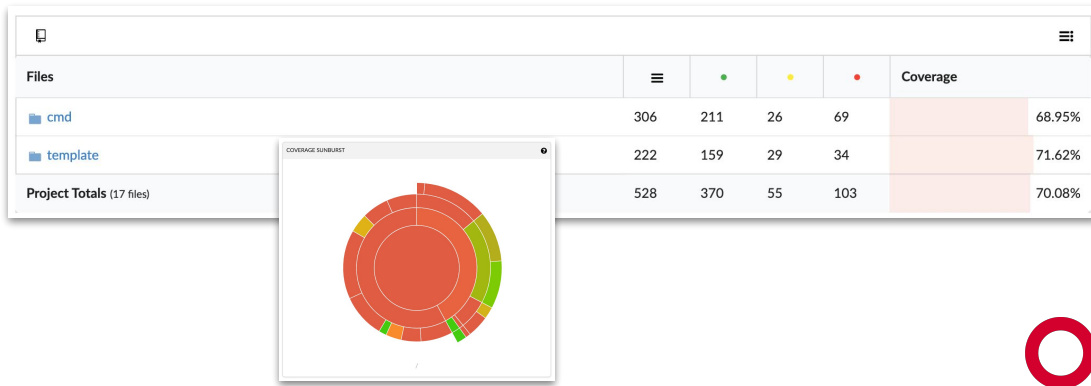 Files Coverage
cmd 306 211 26 69 68.95%
template 222 159 29 34 71.62%
Project Totals (17 files) 528 370 55 103 70.08%
COVERAGE SUNBURST
/